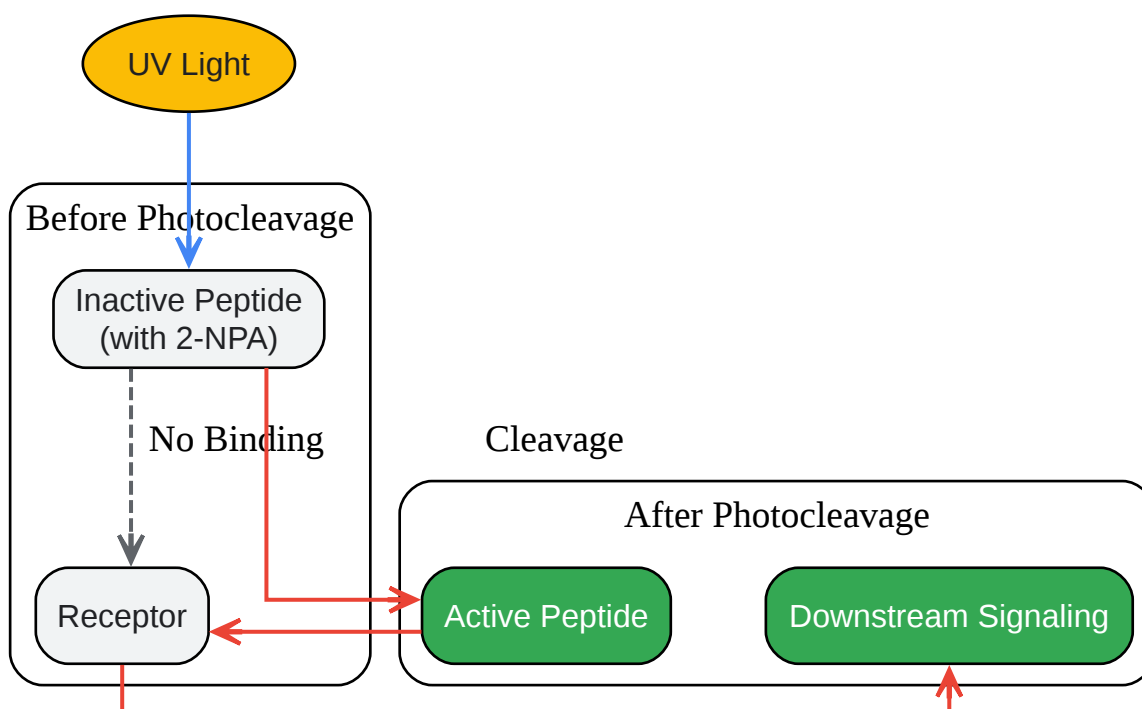 UV Light
Before Photocleavage
Inactive Peptide
(with 2-NPA)
No Binding
Cleavage
After Photocleavage
Receptor
Active Peptide
Downstream Signaling